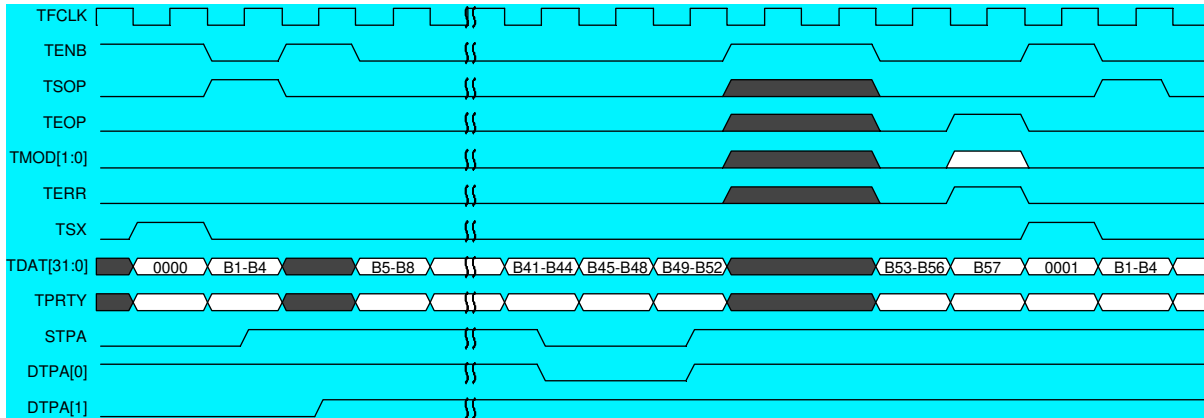 TFCLK
TENB
TSOP
TEOP
TMOD[1:0]
TERR
TSX
TDAT[31:0] 0000 B1-B4 B5-B8 B41-B44 B45-B48 B49-B52 B53-B56 B57 0001 B1-B4
TPRTY
STPA
DTPA[0]
DTPA[1]